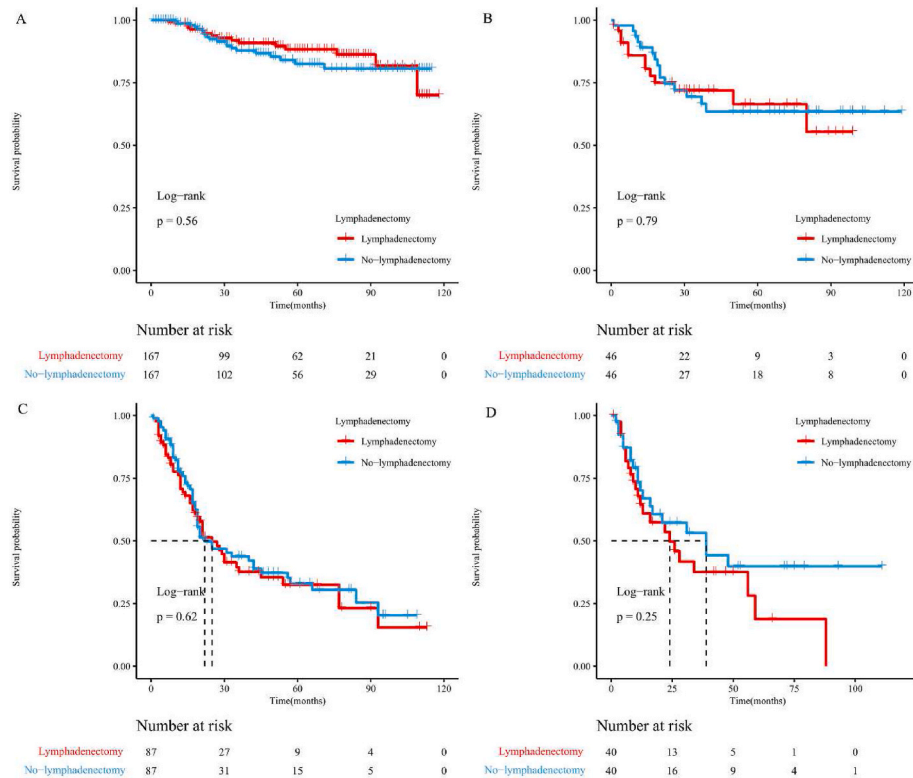 A
1.00
0.75
0.50
0.25
0.00
Survival probability
Log-rank
p = 0.56
Lymphadenectomy
Lymphadenectomy
No-lymphadenectomy
0 30 60 90 120
Time(months)
Number at risk
Lymphadenectomy 167 99 62 21 0
No-lymphadenectomy 167 102 56 29 0
B
1.00
0.75
0.50
0.25
0.00
Survival probability
Log-rank
p = 0.79
Lymphadenectomy
Lymphadenectomy
No-lymphadenectomy
0 30 60 90 120
Time(months)
Number at risk
Lymphadenectomy 46 22 9 3 0
No-lymphadenectomy 46 27 18 8 0
C
1.00
0.75
0.50
0.25
0.00
Survival probability
Lymphadenectomy
Lymphadenectomy
No-lymphadenectomy
Log-rank
p = 0.62
0 30 60 90 120
Time(months)
Number at risk
Lymphadenectomy 87 27 9 4 0
No-lymphadenectomy 87 31 15 5 0
D
1.00
0.75
0.50
0.25
0.00
Survival probability
Lymphadenectomy
Lymphadenectomy
No-lymphadenectomy
Log-rank
p = 0.25
0 25 50 75 100
Time(months)
Number at risk
Lymphadenectomy 40 13 5 1 0
No-lymphadenectomy 40 16 9 4 1